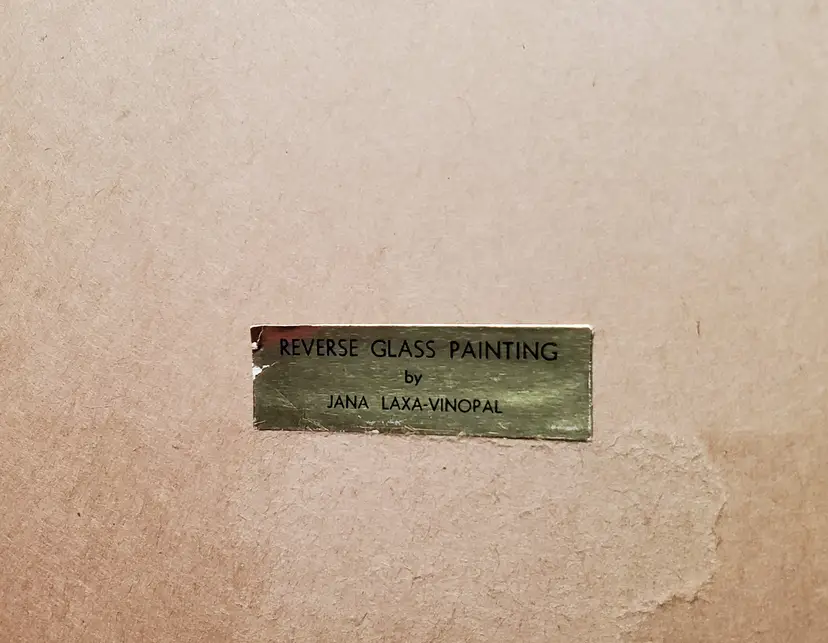 REVERSE GLASS PAINTING
by
JANA LAXA-VINOPAL